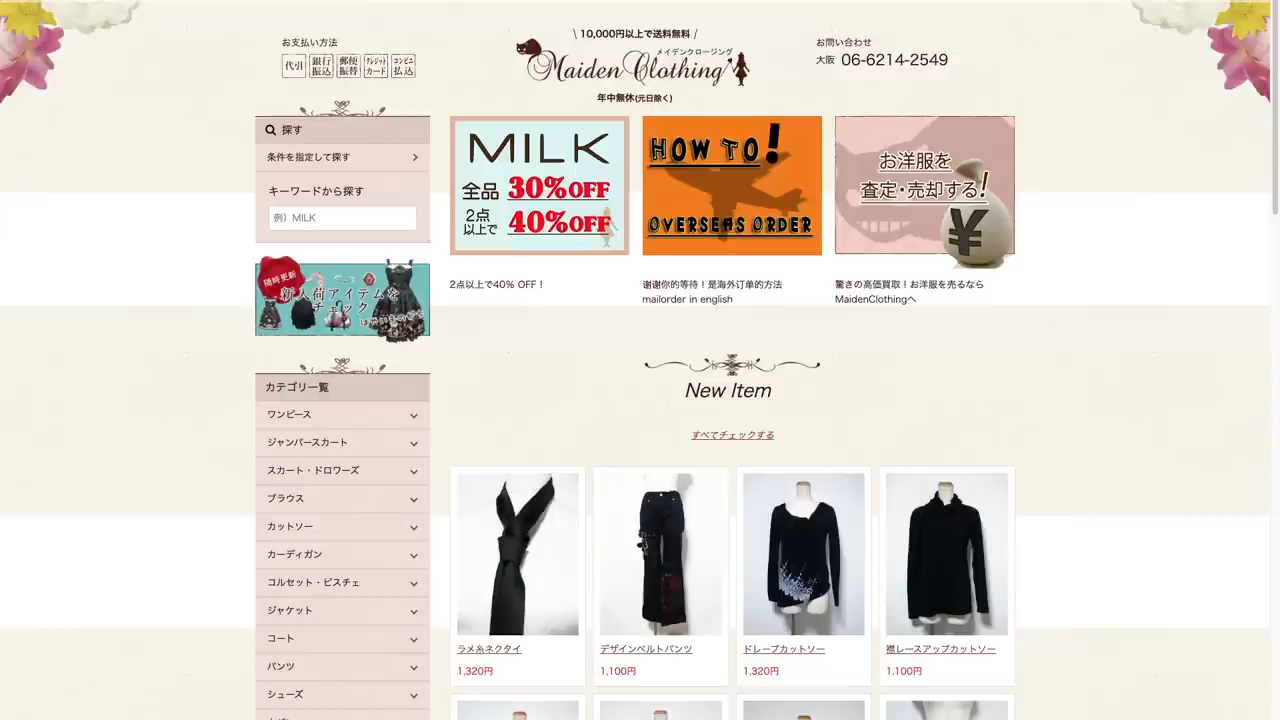 お支払い方法
代引
銀行振込
郵便振替
クレジットカード
コンビニ払込
\ 10,000円以上で送料無料 /
メイデンクロージング
Maiden Clothing
年中無休(元日除く)
お問い合わせ
大阪 06-6214-2549
探す
条件を指定して探す
キーワードから探す
例）MILK
随時更新
新入荷アイテムを
チェック
カテゴリ一覧
ワンピース
ジャンパースカート
スカート・ドロワーズ
ブラウス
カットソー
カーディガン
コルセット・ビスチェ
ジャケット
コート
パンツ
シューズ
MILK
全品 30%OFF
2点以上で 40%OFF
2点以上で40% OFF！
HOW TO!
OVERSEAS ORDER
谢谢你的等待！是海外订单的方法
mailorder in english
お洋服を
査定・売却する!
¥
驚きの高価買取！お洋服を売るなら
MaidenClothingへ
New Item
すべてチェックする
ラメ糸ネクタイ
1,320円
デザインベルトパンツ
1,100円
ドレープカットソー
1,320円
襟レースアップカットソー
1,100円